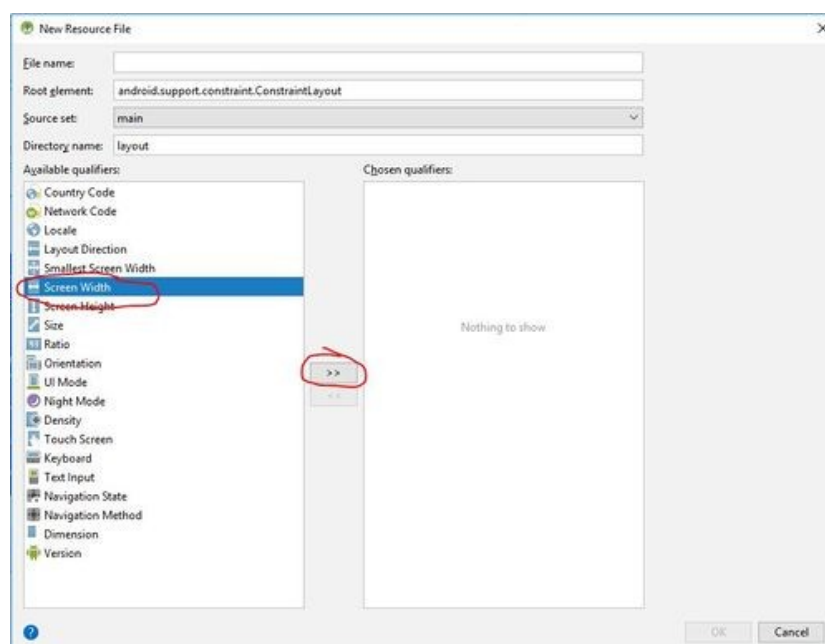 New Resource File
File name:
Root element: android.support.constraint.ConstraintLayout
Source set: main
Directory name: layout
Available qualifiers: Chosen qualifiers:
Country Code
Network Code
Locale
Layout Direction
Smallest Screen Width
Screen Width
Screen Height
Size
Ratio
Orientation
UI Mode
Night Mode
Density
Touch Screen
Keyboard
Text Input
Navigation State
Navigation Method
Dimension
Version
>>
<<
Nothing to show
? OK Cancel